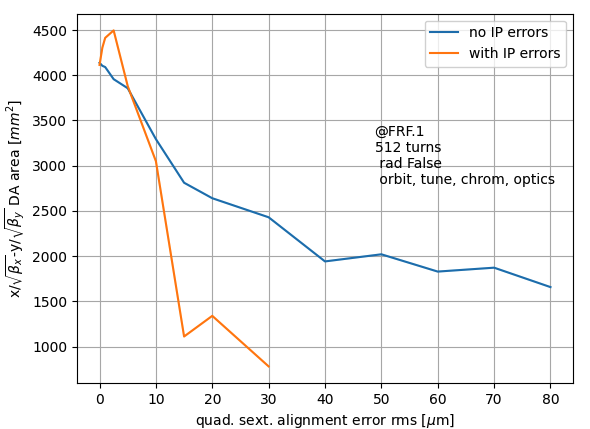 4500
4000
3500
3000
2500
2000
1500
1000
x/√βx-y/√βy DA area [mm²]
no IP errors
with IP errors
@FRF.1
512 turns
rad False
orbit, tune, chrom, optics
0 10 20 30 40 50 60 70 80
quad. sext. alignment error rms [μm]